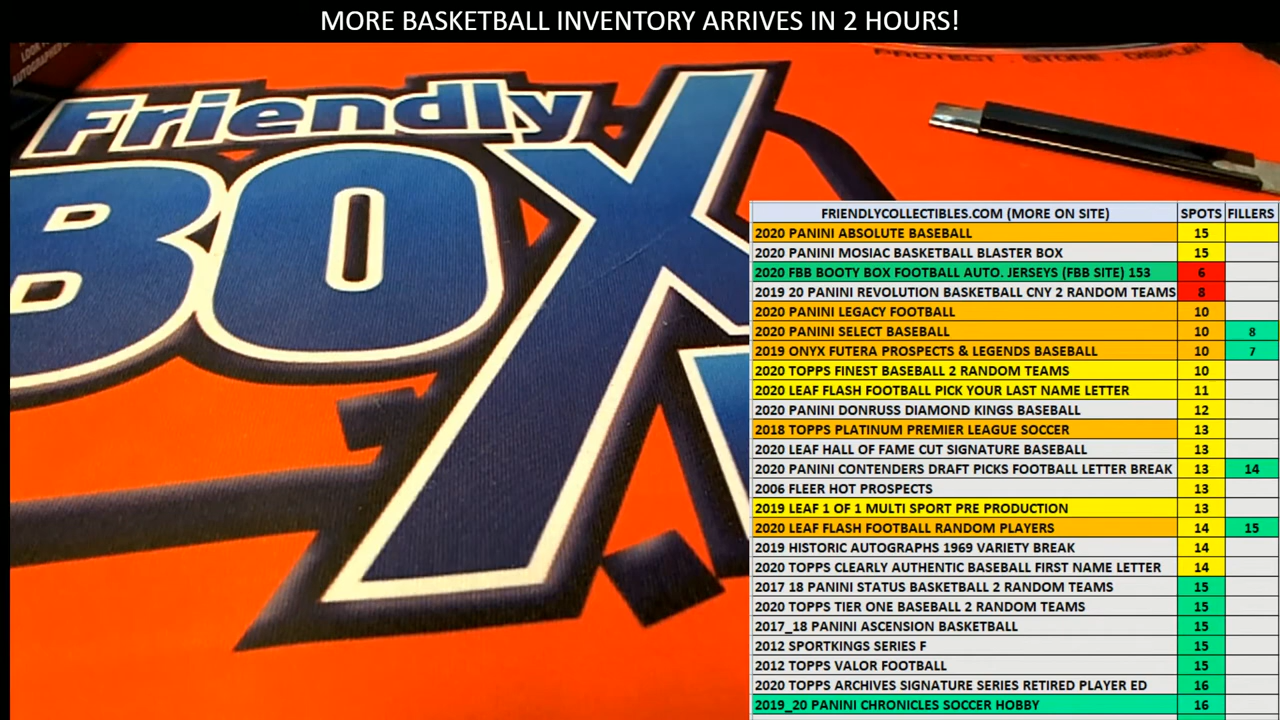 MORE BASKETBALL INVENTORY ARRIVES IN 2 HOURS!
AUTOGRAPHED
PROTECT . STORE . DISPLAY
Friendly
BOX
FRIENDLYCOLLECTIBLES.COM (MORE ON SITE) SPOTS FILLERS
2020 PANINI ABSOLUTE BASEBALL 15
2020 PANINI MOSIAC BASKETBALL BLASTER BOX 15
2020 FBB BOOTY BOX FOOTBALL AUTO. JERSEYS (FBB SITE) 153 6
2019 20 PANINI REVOLUTION BASKETBALL CNY 2 RANDOM TEAMS 8
2020 PANINI LEGACY FOOTBALL 10
2020 PANINI SELECT BASEBALL 10 8
2019 ONYX FUTERA PROSPECTS & LEGENDS BASEBALL 10 7
2020 TOPPS FINEST BASEBALL 2 RANDOM TEAMS 10
2020 LEAF FLASH FOOTBALL PICK YOUR LAST NAME LETTER 11
2020 PANINI DONRUSS DIAMOND KINGS BASEBALL 12
2018 TOPPS PLATINUM PREMIER LEAGUE SOCCER 13
2020 LEAF HALL OF FAME CUT SIGNATURE BASEBALL 13
2020 PANINI CONTENDERS DRAFT PICKS FOOTBALL LETTER BREAK 13 14
2006 FLEER HOT PROSPECTS 13
2019 LEAF 1 OF 1 MULTI SPORT PRE PRODUCTION 13
2020 LEAF FLASH FOOTBALL RANDOM PLAYERS 14 15
2019 HISTORIC AUTOGRAPHS 1969 VARIETY BREAK 14
2020 TOPPS CLEARLY AUTHENTIC BASEBALL FIRST NAME LETTER 14
2017 18 PANINI STATUS BASKETBALL 2 RANDOM TEAMS 15
2020 TOPPS TIER ONE BASEBALL 2 RANDOM TEAMS 15
2017_18 PANINI ASCENSION BASKETBALL 15
2012 SPORTKINGS SERIES F 15
2012 TOPPS VALOR FOOTBALL 15
2020 TOPPS ARCHIVES SIGNATURE SERIES RETIRED PLAYER ED 16
2019_20 PANINI CHRONICLES SOCCER HOBBY 16